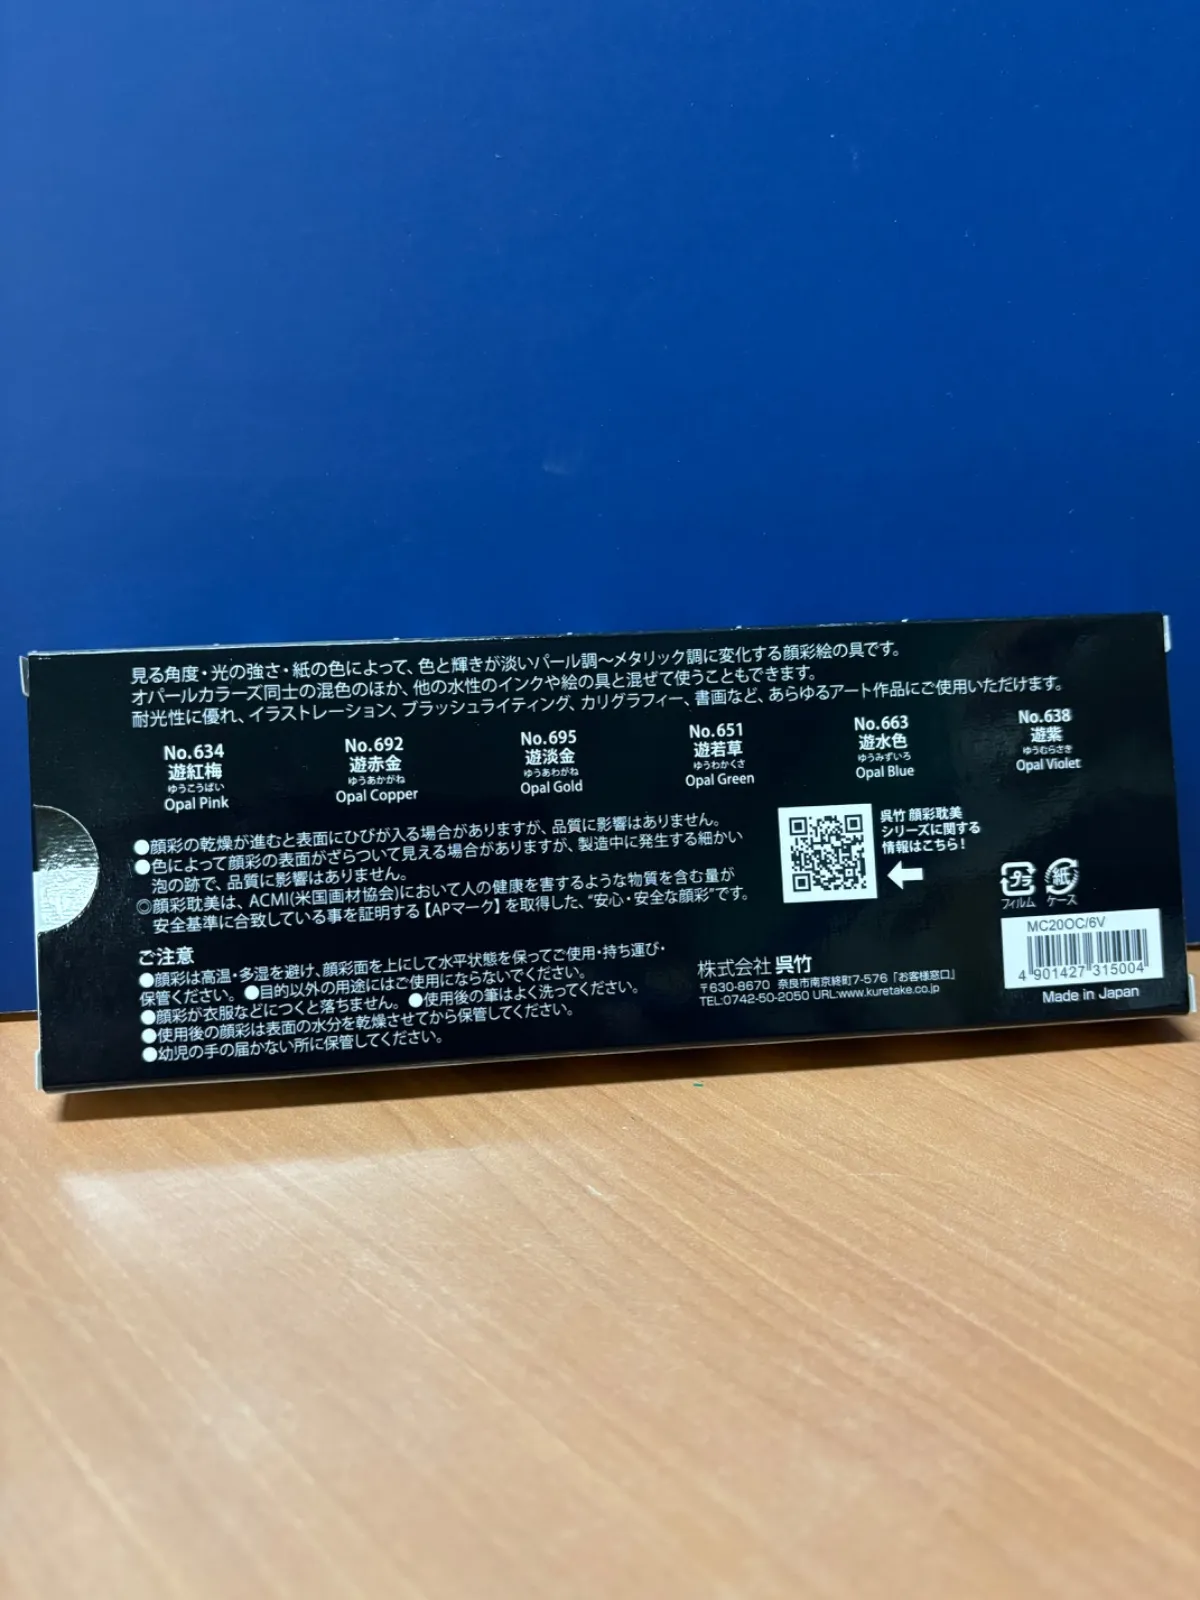 見る角度・光の強さ・紙の色によって、色と輝きが淡いパール調〜メタリック調に変化する顔彩絵の具です。
オパールカラーズ同士の混色のほか、他の水性のインクや絵の具と混ぜて使うこともできます。
耐光性に優れ、イラストレーション、ブラッシュライティング、カリグラフィー、書画など、あらゆるアート作品にご使用いただけます。
No.634
遊紅梅
ゆうこうばい
Opal Pink
No.692
遊赤金
ゆうあかがね
Opal Copper
No.695
遊淡金
ゆうあわがね
Opal Gold
No.651
遊若草
ゆうわかくさ
Opal Green
No.663
遊水色
ゆうみずいろ
Opal Blue
No.638
遊紫
ゆうむらさき
Opal Violet
●顔彩の乾燥が進むと表面にひびが入る場合がありますが、品質に影響はありません。
●色によって顔彩の表面がざらついて見える場合がありますが、製造中に発生する細かい
泡の跡で、品質に影響はありません。
◎顔彩耽美は、ACMI(米国画材協会)において人の健康を害するような物質を含む量が
安全基準に合致している事を証明する【APマーク】を取得した、“安心・安全な顔彩”です。
呉竹 顔彩耽美
シリーズに関する
情報はこちら!
ご注意
●顔彩は高温・多湿を避け、顔彩面を上にして水平状態を保ってご使用・持ち運び・
保管ください。●目的以外の用途にはご使用にならないでください。
●顔彩が衣服などにつくと落ちません。●使用後の筆はよく洗ってください。
●使用後の顔彩は表面の水分を乾燥させてから保管してください。
●幼児の手の届かない所に保管してください。
株式会社 呉竹
〒630-8670 奈良市南京終町7-576「お客様窓口」
TEL:0742-50-2050 URL:www.kuretake.co.jp
プラ
フィルム
紙
ケース
MC20OC/6V
4 901427 315004
Made in Japan